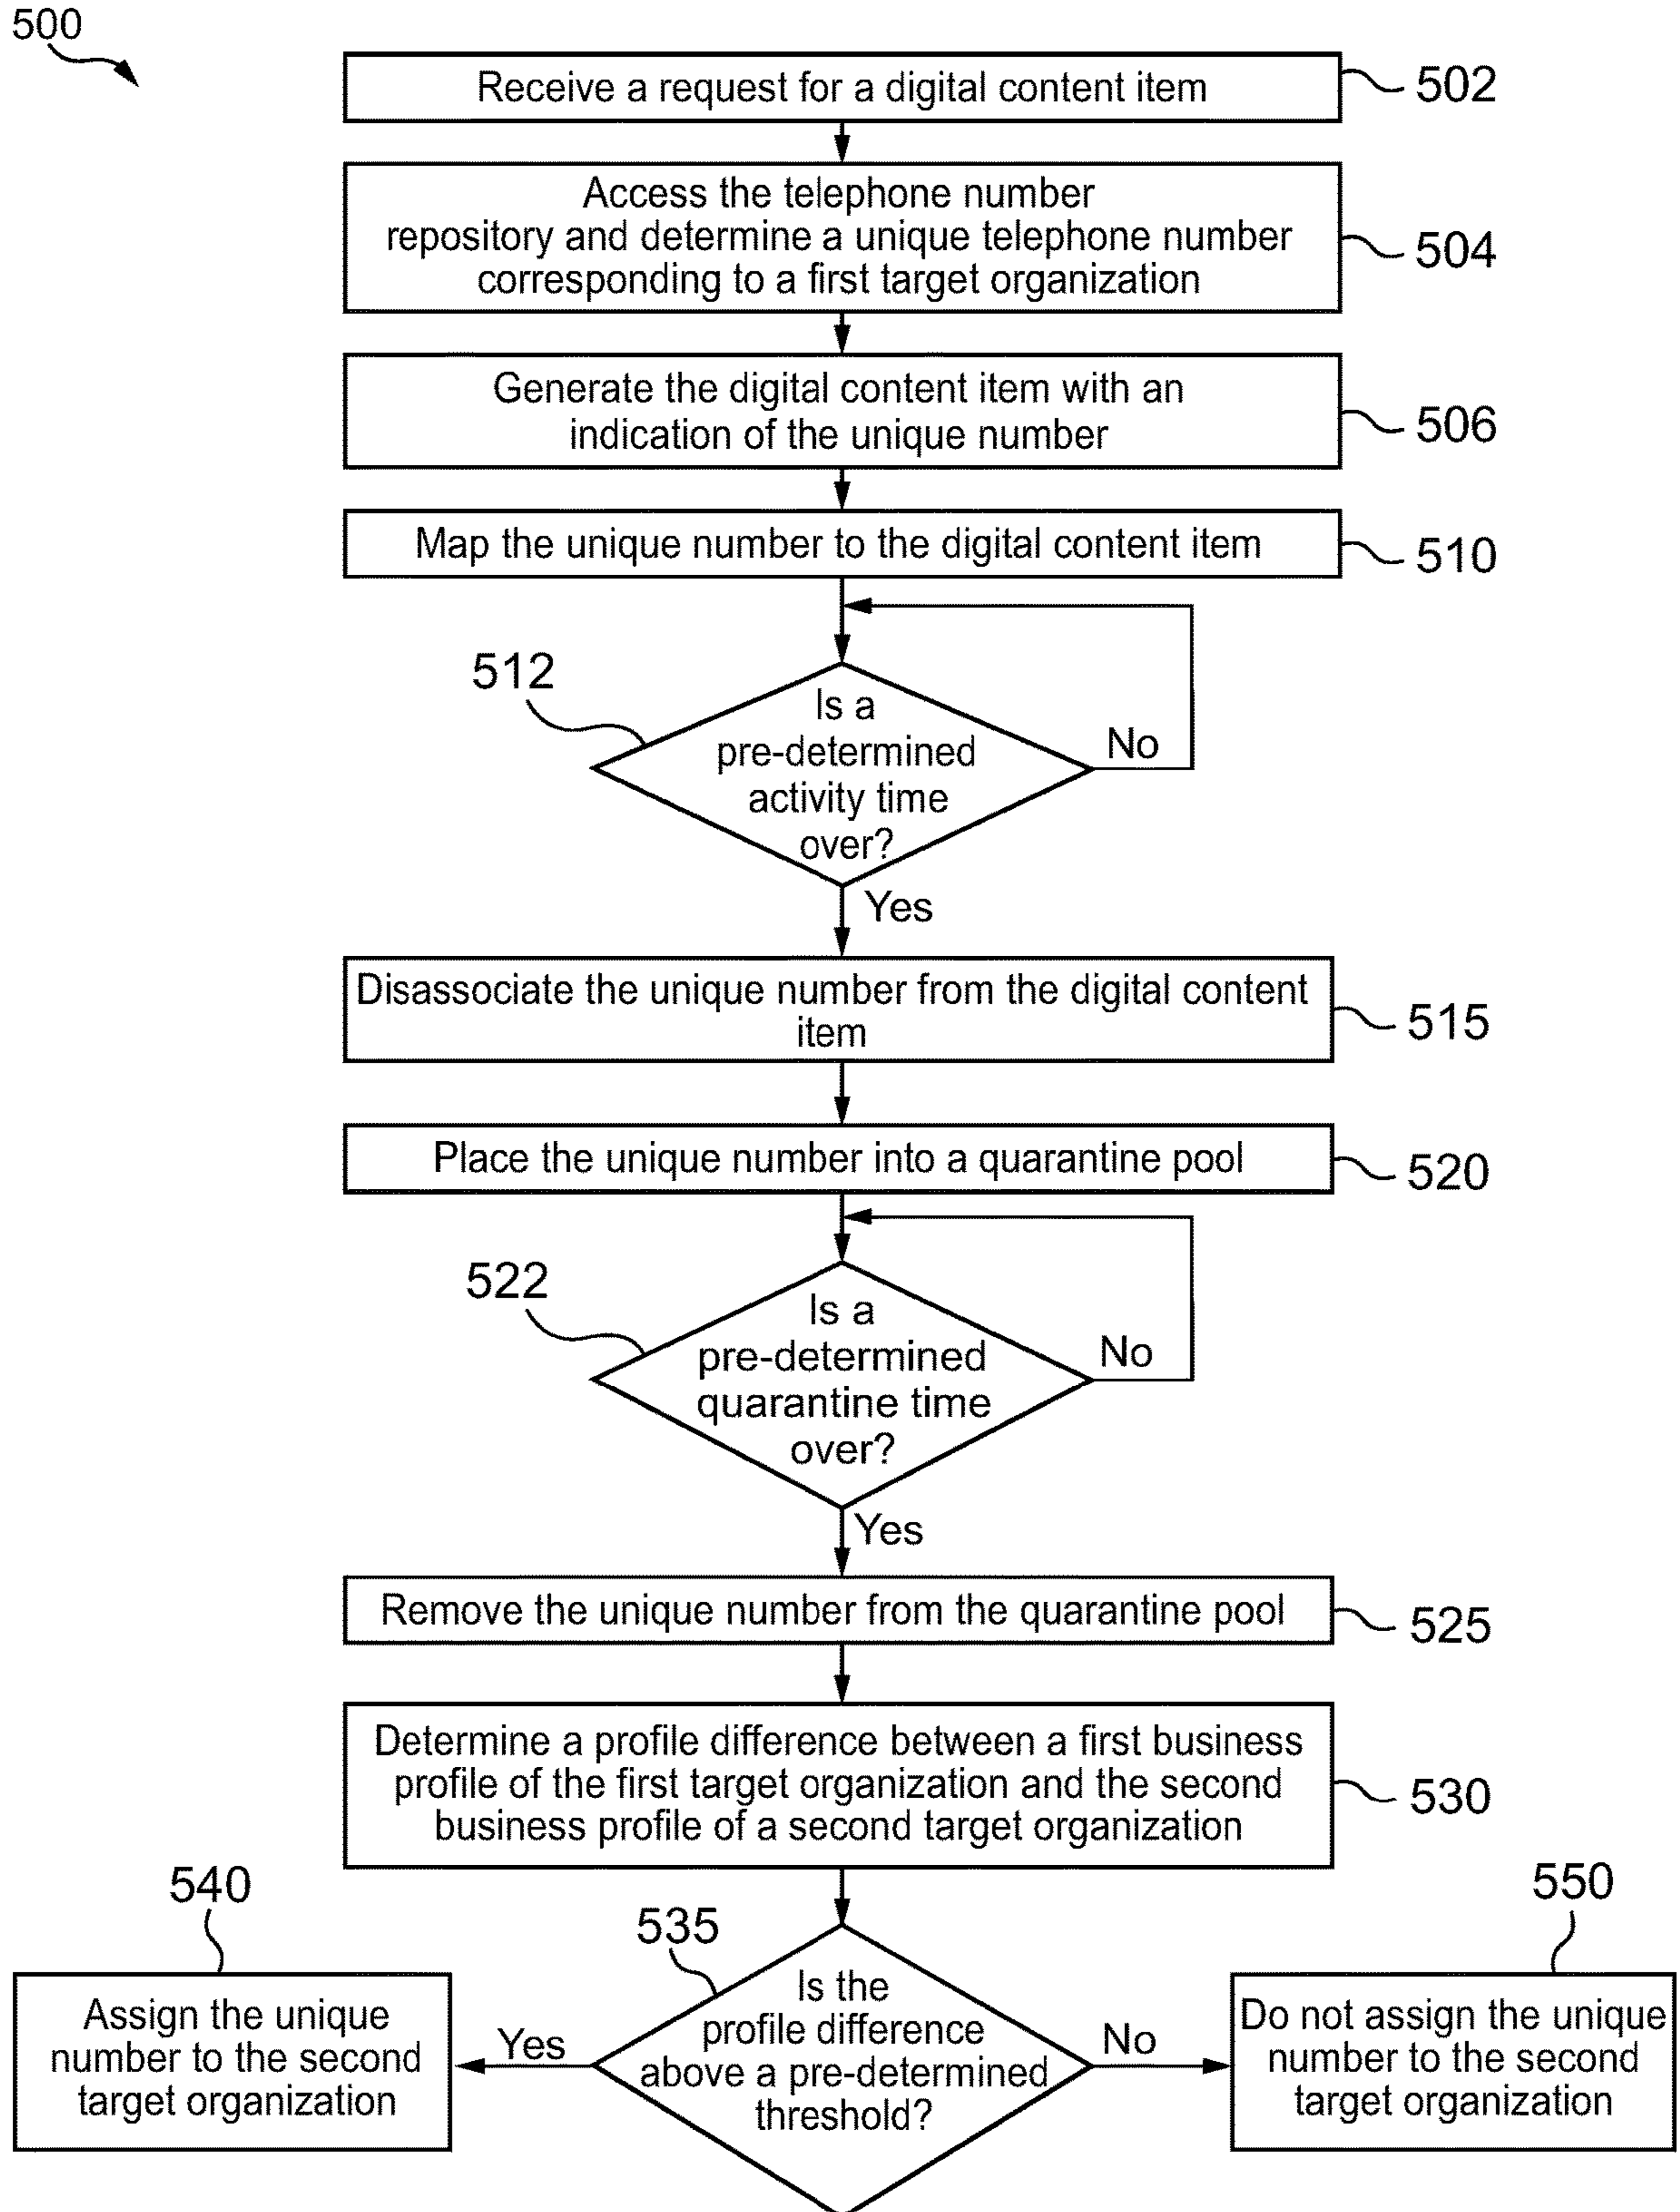 500
Receive a request for a digital content item
502
Access the telephone number
repository and determine a unique telephone number
corresponding to a first target organization
504
Generate the digital content item with an
indication of the unique number
506
Map the unique number to the digital content item
510
512
Is a
pre-determined
activity time
over?
No
Yes
Disassociate the unique number from the digital content
item
515
Place the unique number into a quarantine pool
520
522
Is a
pre-determined
quarantine time
over?
No
Yes
Remove the unique number from the quarantine pool
525
Determine a profile difference between a first business
profile of the first target organization and the second
business profile of a second target organization
530
540
535
550
Assign the unique
number to the second
target organization
Yes
Is the
profile difference
above a pre-determined
threshold?
No
Do not assign the unique
number to the second
target organization